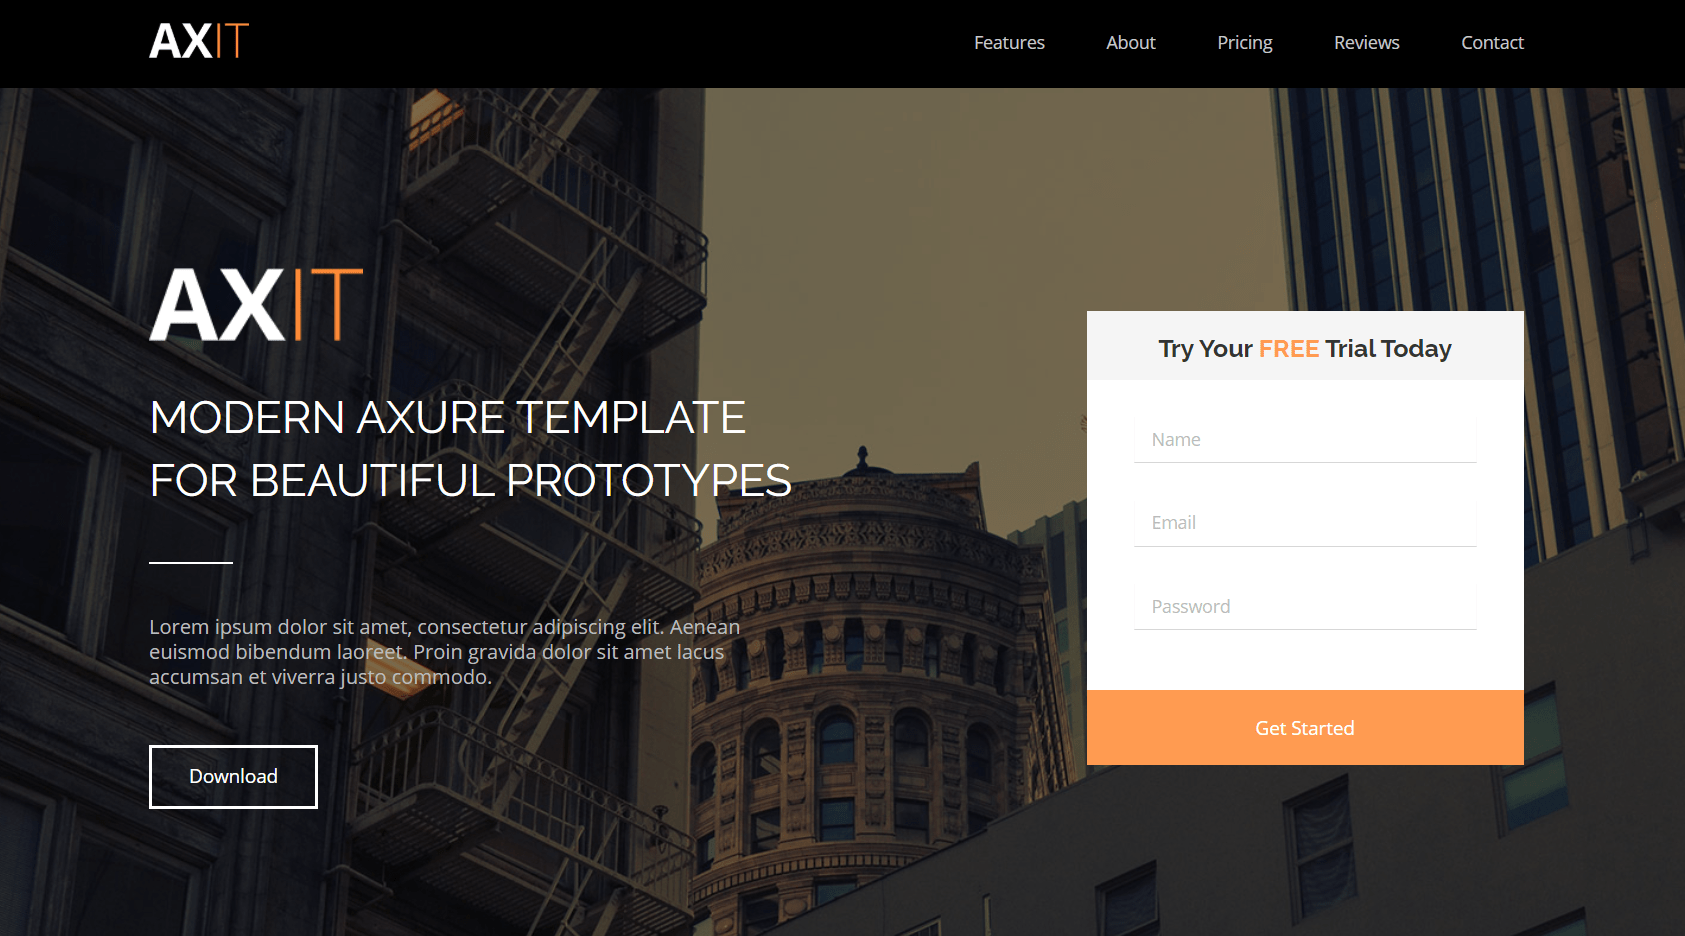 AXIT
Features
About
Pricing
Reviews
Contact
AXIT
MODERN AXURE TEMPLATE
FOR BEAUTIFUL PROTOTYPES
Lorem ipsum dolor sit amet, consectetur adipiscing elit. Aenean
euismod bibendum laoreet. Proin gravida dolor sit amet lacus
accumsan et viverra justo commodo.
Download
Try Your FREE Trial Today
Name
Email
Password
Get Started